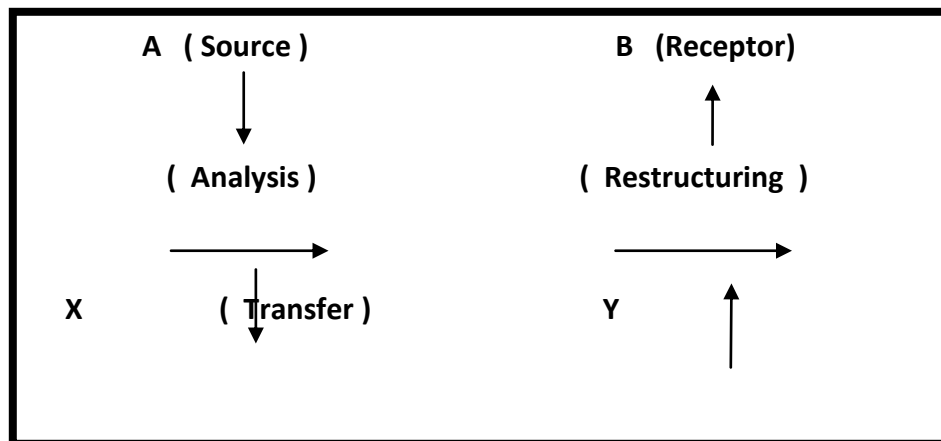 A ( Source ) B (Receptor)
( Analysis ) ( Restructuring )
X ( Transfer ) Y